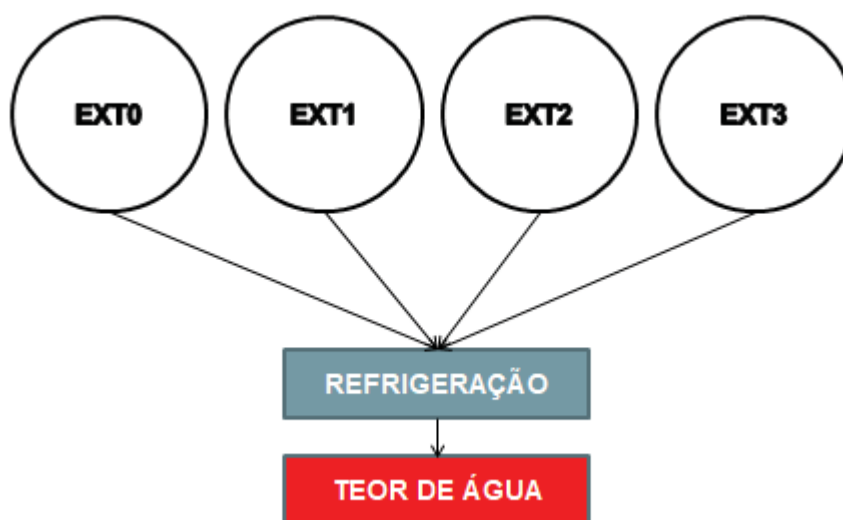 EXT0
EXT1
EXT2
EXT3
REFRIGERAÇÃO
TEOR DE ÁGUA